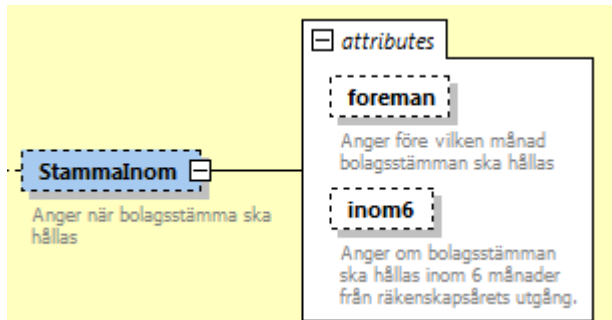 attributes
foreman
Anger före vilken månad
bolagsstämman ska hållas
StammaInom
Anger när bolagsstämma ska
hållas
inom6
Anger om bolagsstämman
ska hållas inom 6 månader
från räkenskapsårets utgång.